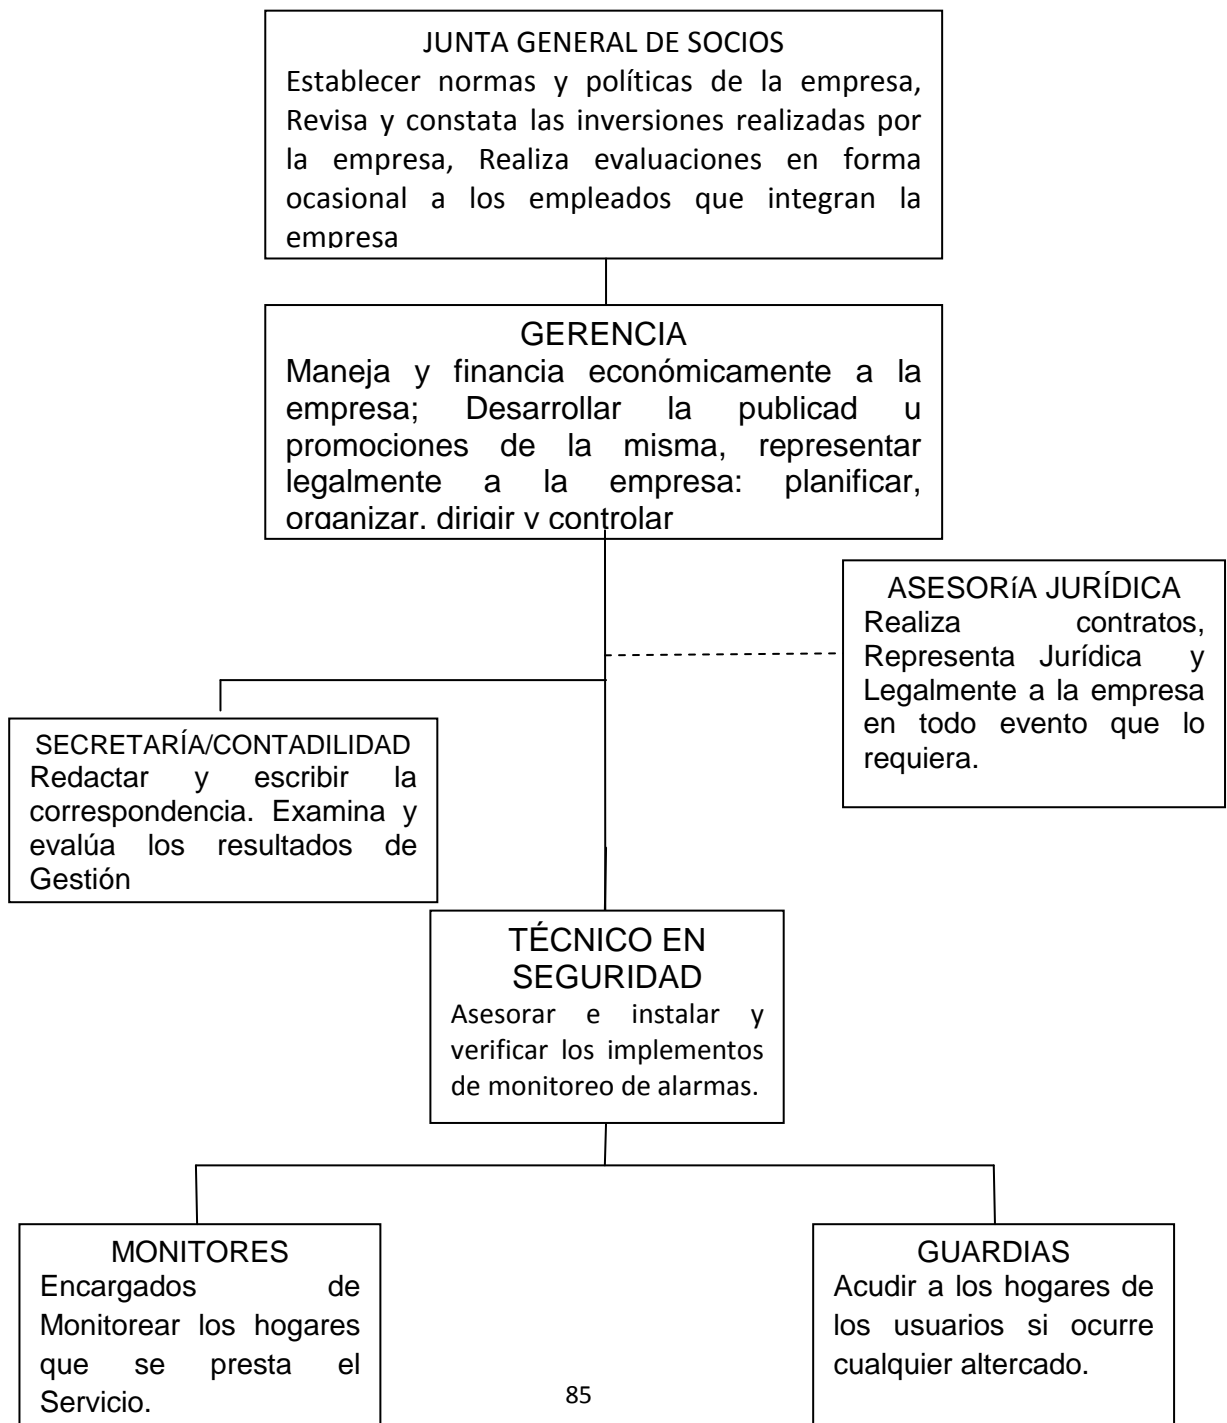 JUNTA GENERAL DE SOCIOS
Establecer normas y políticas de la empresa,
Revisa y constata las inversiones realizadas por
la empresa, Realiza evaluaciones en forma
ocasional a los empleados que integran la
empresa
GERENCIA
Maneja y financia económicamente a la
empresa; Desarrollar la publicad u
promociones de la misma, representar
legalmente a la empresa: planificar,
organizar, dirigir y controlar
ASESORíA JURÍDICA
Realiza contratos,
Representa Jurídica y
Legalmente a la empresa
en todo evento que lo
requiera.
SECRETARÍA/CONTADILIDAD
Redactar y escribir la
correspondencia. Examina y
evalúa los resultados de
Gestión
TÉCNICO EN
SEGURIDAD
Asesorar e instalar y
verificar los implementos
de monitoreo de alarmas.
MONITORES
Encargados de
Monitorear los hogares
que se presta el
Servicio.
GUARDIAS
Acudir a los hogares de
los usuarios si ocurre
cualquier altercado.
85